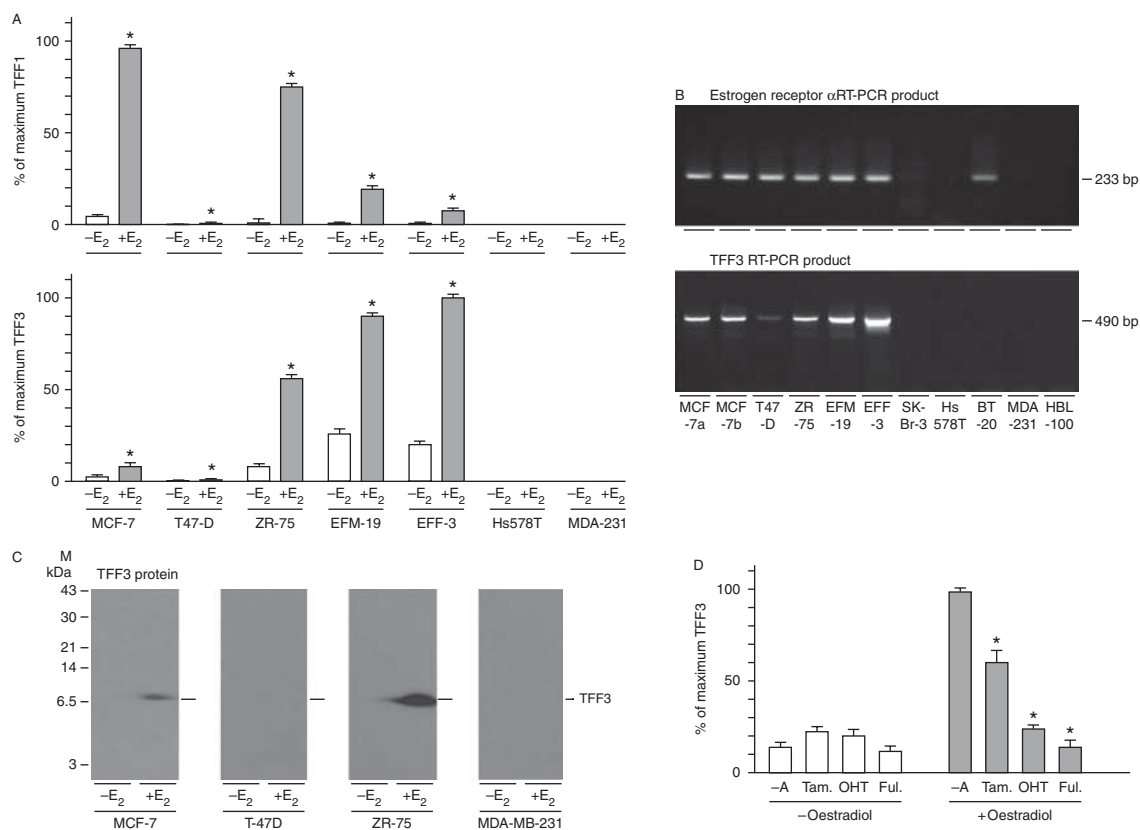 A
% of maximum TFF1
100
50
0
* * * * *
–E2 +E2 –E2 +E2 –E2 +E2 –E2 +E2 –E2 +E2 –E2 +E2 –E2 +E2
% of maximum TFF3
100
50
0
* * * * *
–E2 +E2 –E2 +E2 –E2 +E2 –E2 +E2 –E2 +E2 –E2 +E2 –E2 +E2
MCF-7 T47-D ZR-75 EFM-19 EFF-3 Hs578T MDA-231
B Estrogen receptor αRT-PCR product
233 bp
TFF3 RT-PCR product
490 bp
MCF MCF T47 ZR EFM EFF SK- Hs BT MDA HBL
-7a -7b -D -75 -19 -3 Br-3 578T -20 -231 -100
C M
kDa TFF3 protein
43
30
21
14
6.5
3
TFF3
–E2 +E2 –E2 +E2 –E2 +E2 –E2 +E2
MCF-7 T-47D ZR-75 MDA-MB-231
D
% of maximum TFF3
100
50
0
* * *
–A Tam. OHT Ful. –A Tam. OHT Ful.
–Oestradiol +Oestradiol